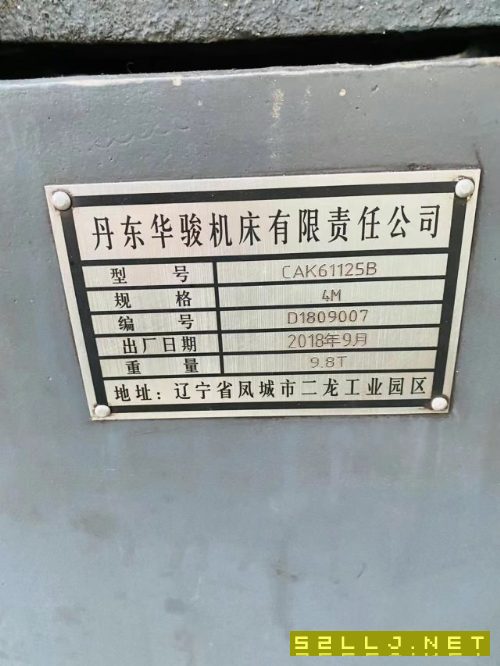 丹东华骏机床有限责任公司
型 号 CAK61125B
规 格 4M
编 号 D1809007
出厂日期 2018年9月
重 量 9.8T
地址：辽宁省凤城市二龙工业园区
52LLJ.NET